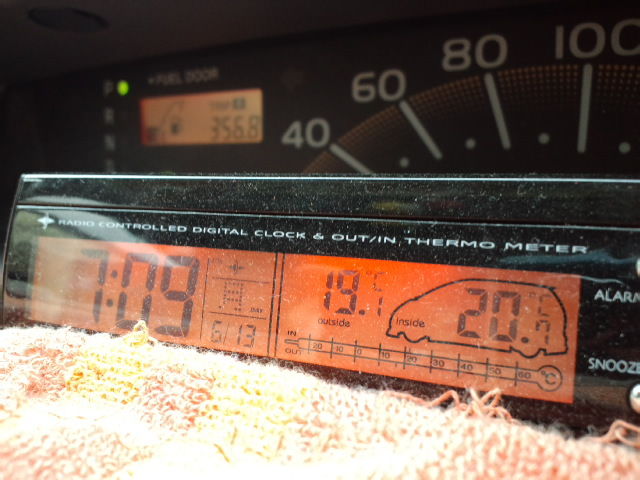 P
◄FUEL DOOR
R
N
TRIP
356.8
40
60
80
100
RADIO CONTROLLED DIGITAL CLOCK & OUT/IN THERMO METER
7:09
DAY
6/13
19.1 °C
outside
inside
20.
°C
IN
OUT
20 10 0 10 20 30 40 50 60 °C
ALARM
SNOOZE